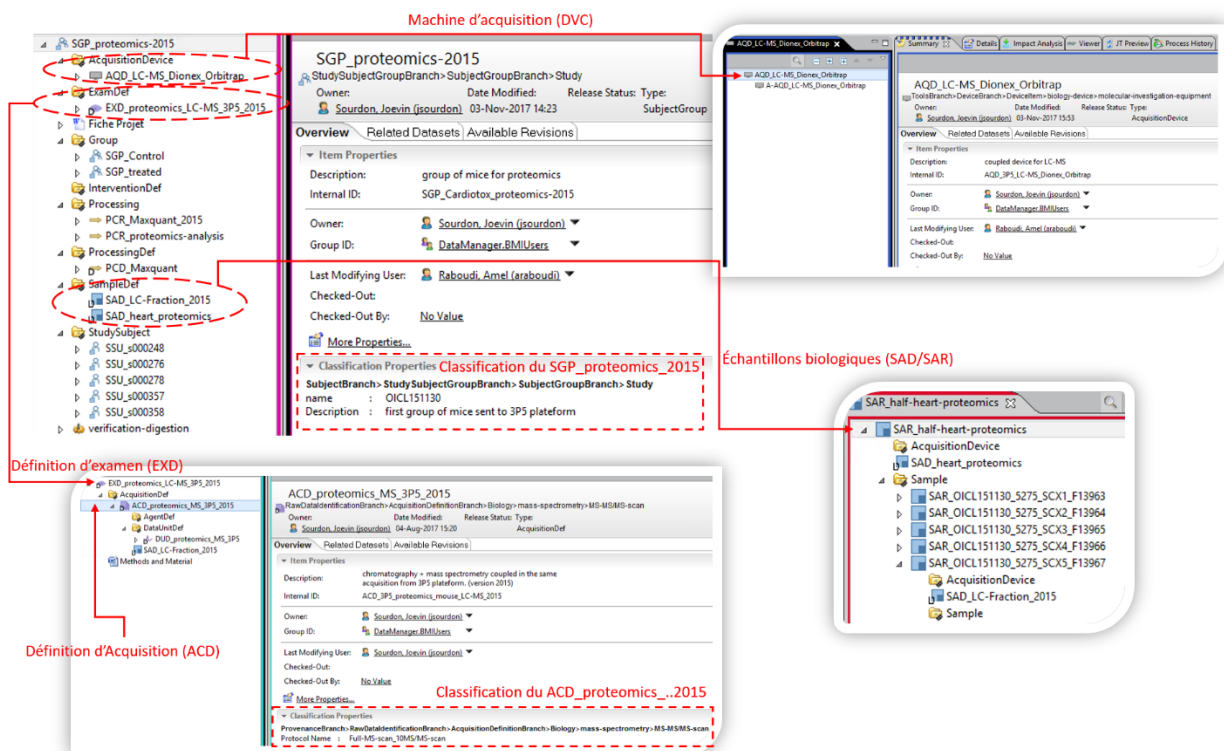 Machine d'acquisition (DVC)
SGP_proteomics-2015
AcquisitionDevice
AQD_LC-MS_Dionex_Orbitrap
ExamDef
EXD_proteomics_LC-MS_3P5_2015
Fiche Projet
Group
SGP_Control
SGP_treated
InterventionDef
Processing
PCR_Maxquant_2015
PCR_proteomics-analysis
ProcessingDef
PCD_Maxquant
SampleDef
SAD_LC-Fraction_2015
SAD_heart_proteomics
StudySubject
SSU_s000248
SSU_s000276
SSU_s000278
SSU_s000357
SSU_s000358
verification-digestion
SGP_proteomics-2015
StudySubjectGroupBranch>SubjectGroupBranch>Study
Owner: Date Modified: Release Status: Type:
Sourdon, Joevin (jsourdon) 03-Nov-2017 14:23 SubjectGroup
Overview Related Datasets Available Revisions
Item Properties
Description: group of mice for proteomics
Internal ID: SGP_Cardiotox_proteomics-2015
Owner: Sourdon, Joevin (jsourdon)
Group ID: DataManager.BMIUsers
Last Modifying User: Raboudi, Amel (araboudi)
Checked-Out:
Checked-Out By: No Value
More Properties...
Classification Properties Classification du SGP_proteomics_2015
SubjectBranch>StudySubjectGroupBranch>SubjectGroupBranch>Study
name : OICL151130
Description : first group of mice sent to 3P5 plateform
AQD_LC-MS_Dionex_Orbitrap
AQD_LC-MS_Dionex_Orbitrap
A-AQD_LC-MS_Dionex_Orbitrap
Summary Details Impact Analysis Viewer JT Preview Process History
AQD_LC-MS_Dionex_Orbitrap
ToolsBranch>DeviceBranch>DeviceItem>biology-device>molecular-investigation-equipment
Owner: Date Modified: Release Status: Type:
Sourdon, Joevin (jsourdon) 03-Nov-2017 15:53 AcquisitionDevice
Overview Related Datasets Available Revisions
Item Properties
Description: coupled device for LC-MS
Internal ID: AQD_3P5_LC-MS_Dionex_Orbitrap
Owner: Sourdon, Joevin (jsourdon)
Group ID: DataManager.BMIUsers
Last Modifying User: Raboudi, Amel (araboudi)
Checked-Out:
Checked-Out By: No Value
Échantillons biologiques (SAD/SAR)
SAR_half-heart-proteomics
SAR_half-heart-proteomics
AcquisitionDevice
SAD_heart_proteomics
Sample
SAR_OICL151130_5275_SCX1_F13963
SAR_OICL151130_5275_SCX2_F13964
SAR_OICL151130_5275_SCX3_F13965
SAR_OICL151130_5275_SCX4_F13966
SAR_OICL151130_5275_SCX5_F13967
AcquisitionDevice
SAD_LC-Fraction_2015
Sample
Définition d'examen (EXD)
EXD_proteomics_LC-MS_3P5_2015
AcquisitionDef
ACD_proteomics_MS_3P5_2015
AgentDef
DataUnitDef
DUD_proteomics_MS_3P5
SAD_LC-Fraction_2015
Methods and Material
Définition d'Acquisition (ACD)
ACD_proteomics_MS_3P5_2015
RawDataIdentificationBranch>AcquisitionDefinitionBranch>Biology>mass-spectrometry>MS-MS/MS-scan
Owner: Date Modified: Release Status: Type:
Sourdon, Joevin (jsourdon) 04-Aug-2017 15:20 AcquisitionDef
Overview Related Datasets Available Revisions
Item Properties
Description: chromatography + mass spectrometry coupled in the same
acquisition from 3P5 plateform. (version 2015)
Internal ID: ACD_3P5_proteomics_mouse_LC-MS_2015
Owner: Sourdon, Joevin (jsourdon)
Group ID: DataManager.BMIUsers
Last Modifying User: Sourdon, Joevin (jsourdon)
Checked-Out:
Checked-Out By: No Value
More Properties...
Classification du ACD_proteomics_..2015
Classification Properties
ProvenanceBranch>RawDataIdentificationBranch>AcquisitionDefinitionBranch>Biology>mass-spectrometry>MS-MS/MS-scan
Protocol Name : Full-MS-scan_10MS/MS-scan